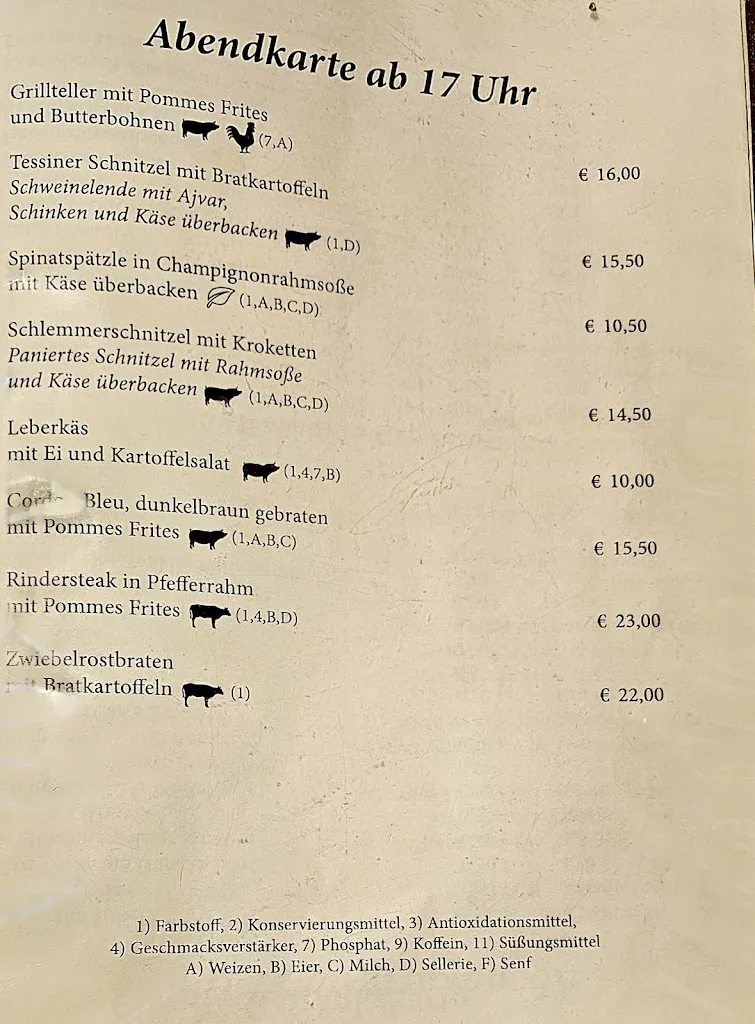 Abendkarte ab 17 Uhr
Grillteller mit Pommes Frites
und Butterbohnen (7,A)
€ 16,00
Tessiner Schnitzel mit Bratkartoffeln
Schweinelende mit Ajvar,
Schinken und Käse überbacken (1,D)
€ 15,50
Spinatspätzle in Champignonrahmsoße
mit Käse überbacken (1,A,B,C,D)
€ 10,50
Schlemmerschnitzel mit Kroketten
Paniertes Schnitzel mit Rahmsoße
und Käse überbacken (1,A,B,C,D)
€ 14,50
Leberkäs
mit Ei und Kartoffelsalat (1,4,7,B)
€ 10,00
Cordon Bleu, dunkelbraun gebraten
mit Pommes Frites (1,A,B,C)
€ 15,50
Rindersteak in Pfefferrahm
mit Pommes Frites (1,4,B,D)
€ 23,00
Zwiebelrostbraten
mit Bratkartoffeln (1)
€ 22,00
1) Farbstoff, 2) Konservierungsmittel, 3) Antioxidationsmittel,
4) Geschmacksverstärker, 7) Phosphat, 9) Koffein, 11) Süßungsmittel
A) Weizen, B) Eier, C) Milch, D) Sellerie, F) Senf